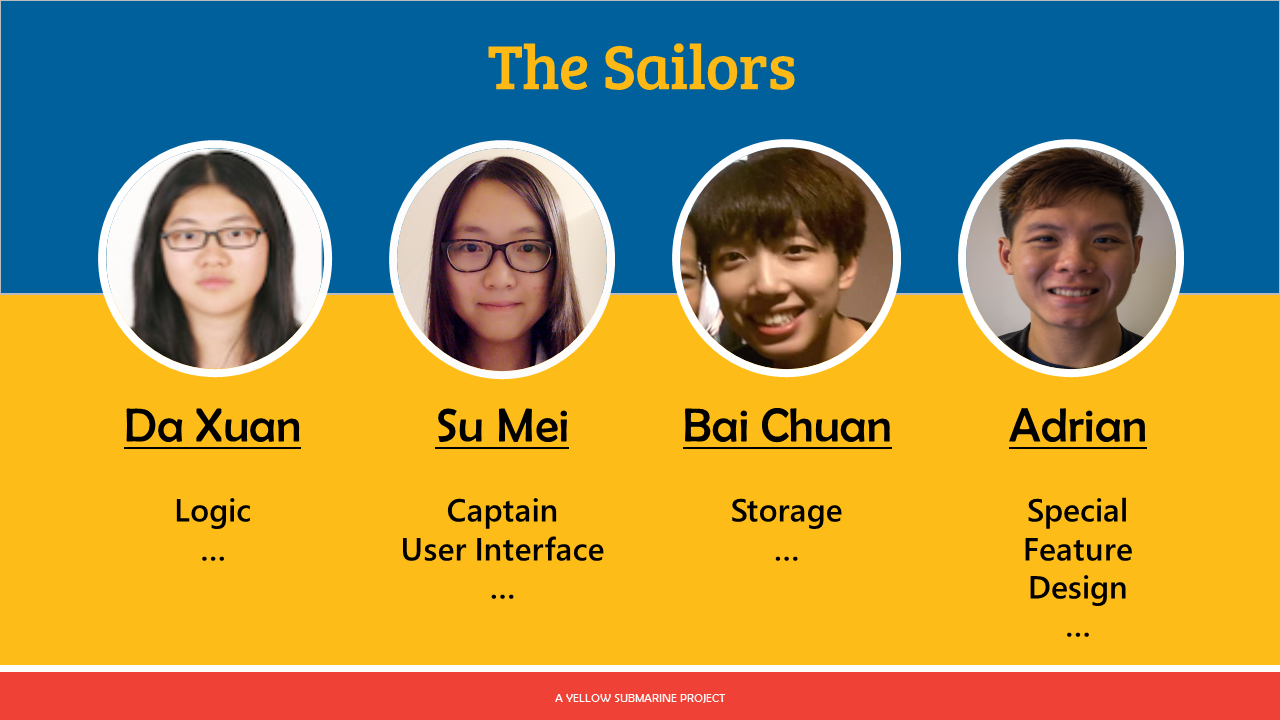 The Sailors
Da Xuan
Su Mei
Bai Chuan
Adrian
Logic
...
Captain
User Interface
...
Storage
...
Special
Feature
Design
...
A YELLOW SUBMARINE PROJECT